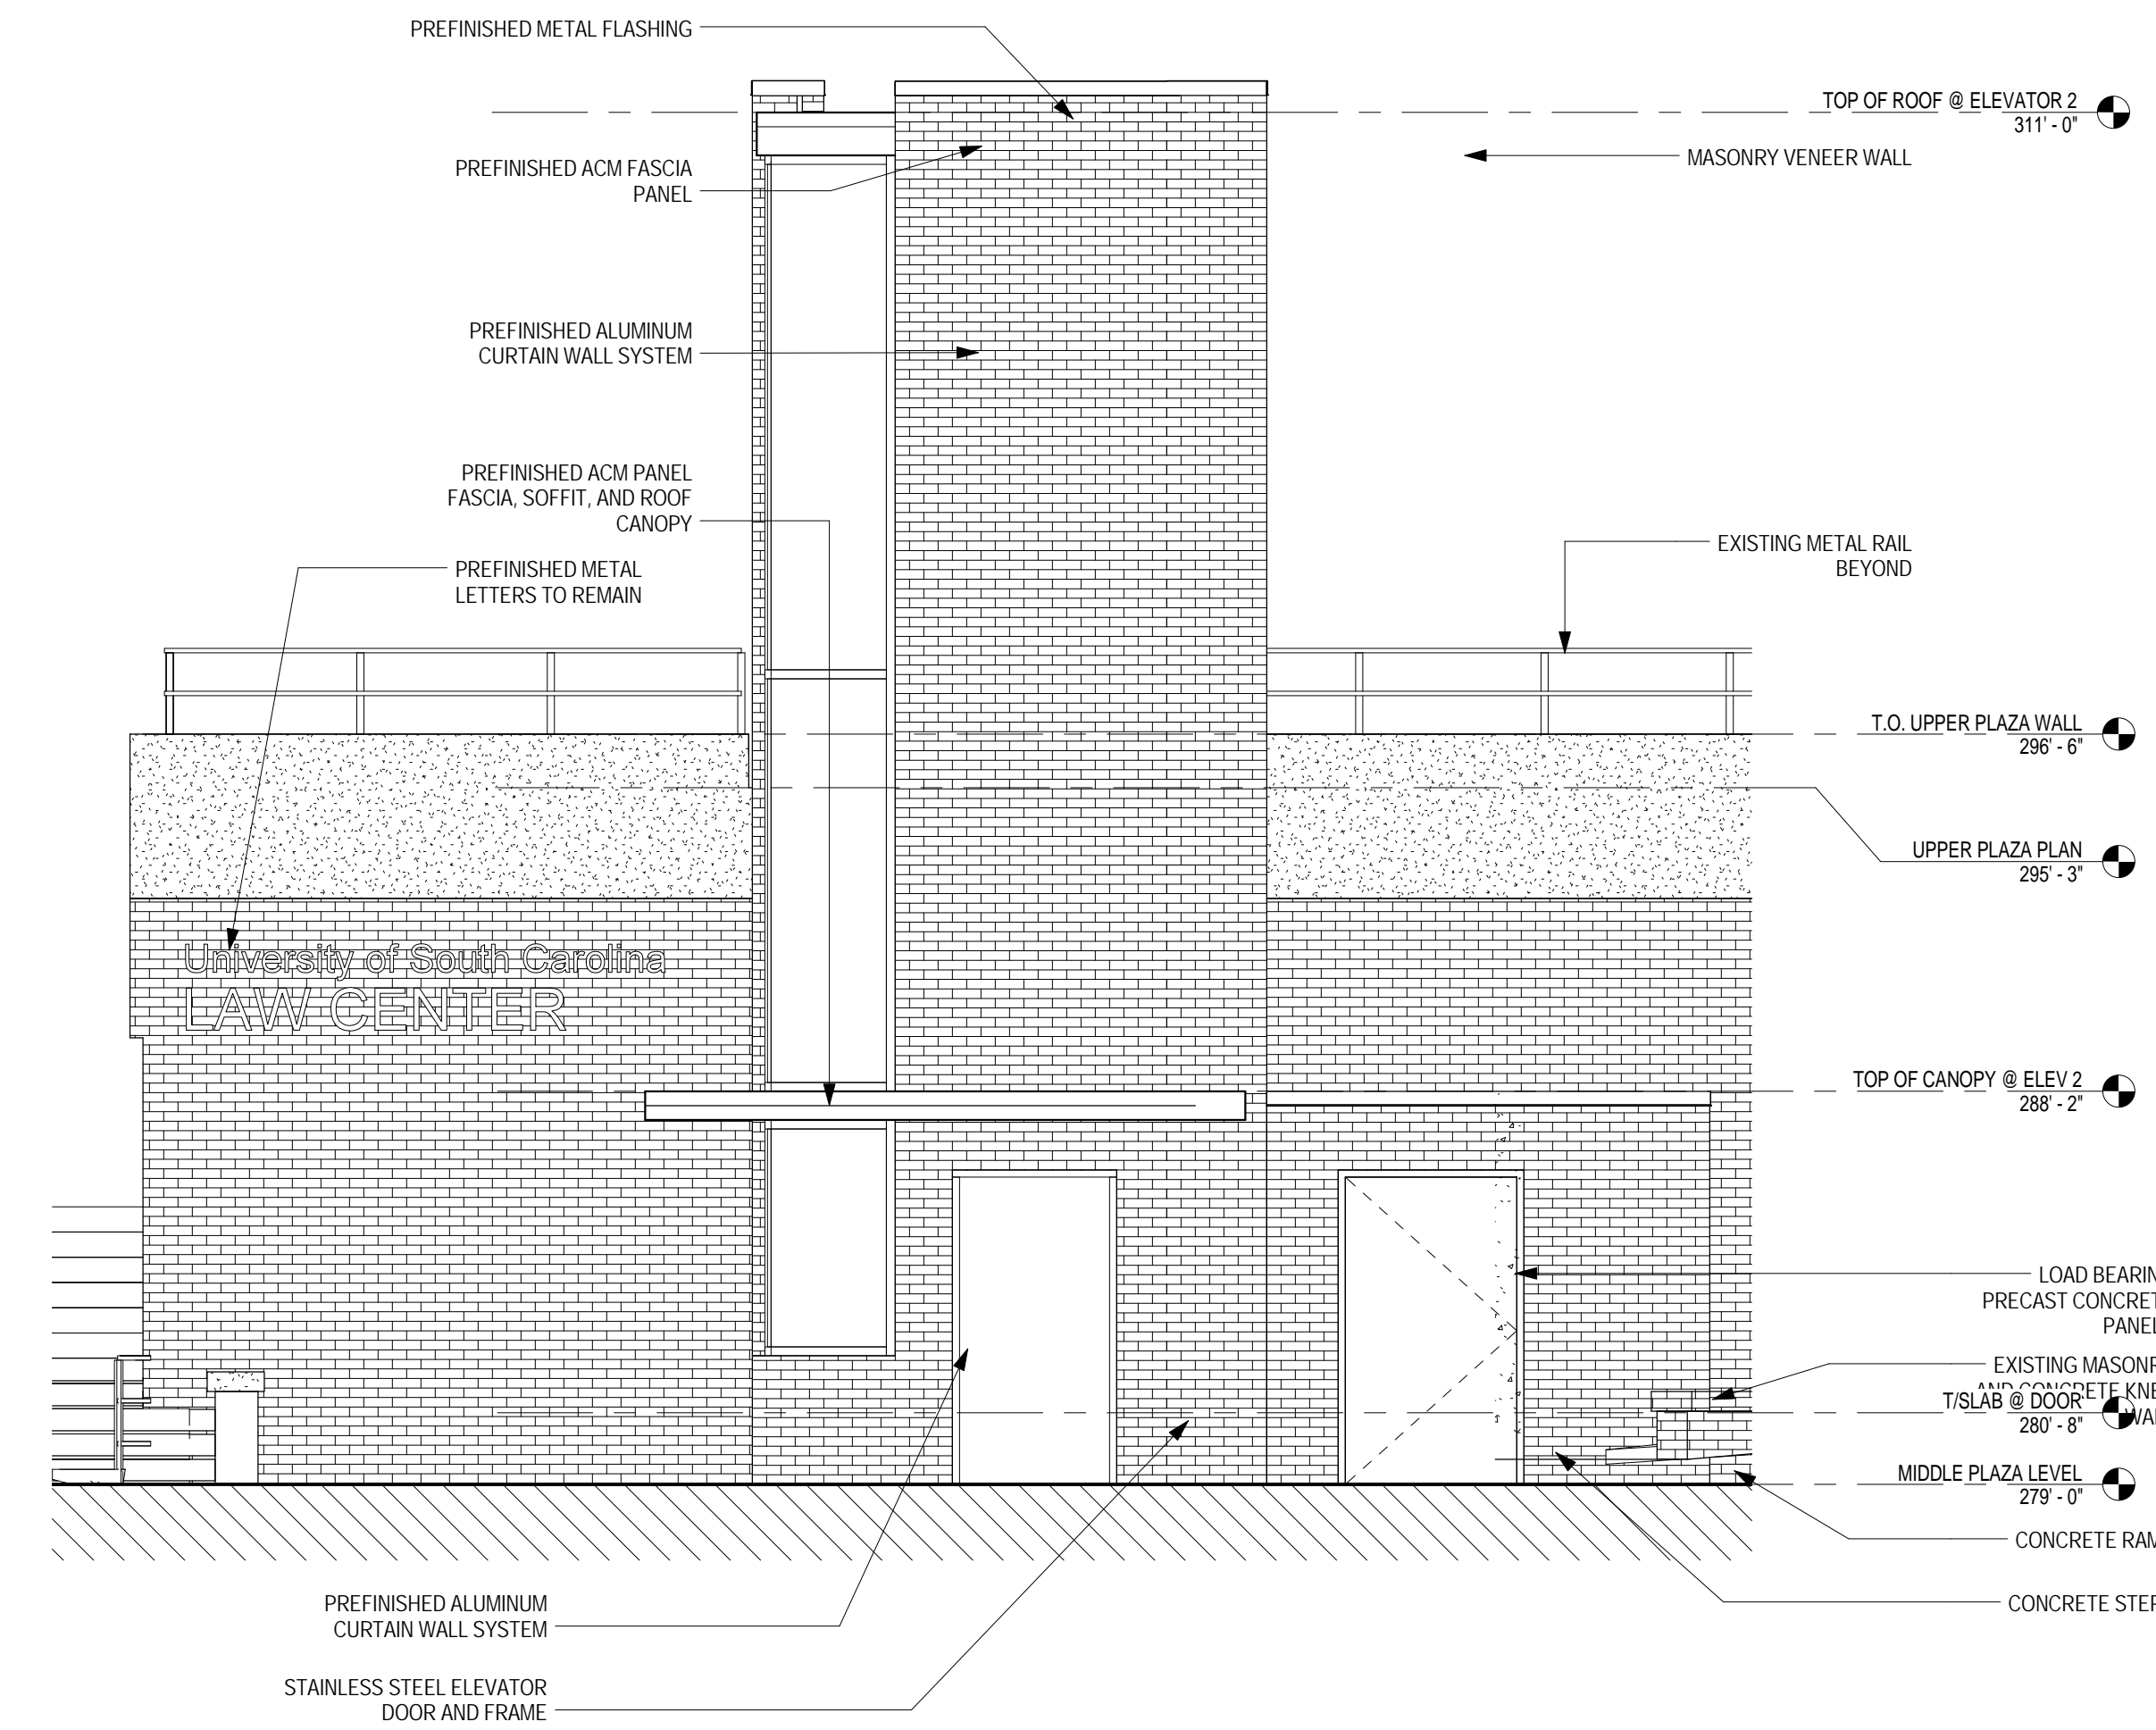 PREFINISHED METAL FLASHING
TOP OF ROOF @ ELEVATOR 2
311' - 0"
MASONRY VENEER WALL
PREFINISHED ACM FASCIA
PANEL
PREFINISHED ALUMINUM
CURTAIN WALL SYSTEM
PREFINISHED ACM PANEL
FASCIA, SOFFIT, AND ROOF
CANOPY
EXISTING METAL RAIL
BEYOND
PREFINISHED METAL
LETTERS TO REMAIN
T.O. UPPER PLAZA WALL
296' - 6"
UPPER PLAZA PLAN
295' - 3"
University of South Carolina
LAW CENTER
TOP OF CANOPY @ ELEV 2
288' - 2"
LOAD BEARIN
PRECAST CONCRET
PANEL
EXISTING MASONR
AND CONCRETE KNE
WAL
T/SLAB @ DOOR
280' - 8"
MIDDLE PLAZA LEVEL
279' - 0"
CONCRETE RAM
CONCRETE STEP
PREFINISHED ALUMINUM
CURTAIN WALL SYSTEM
STAINLESS STEEL ELEVATOR
DOOR AND FRAME